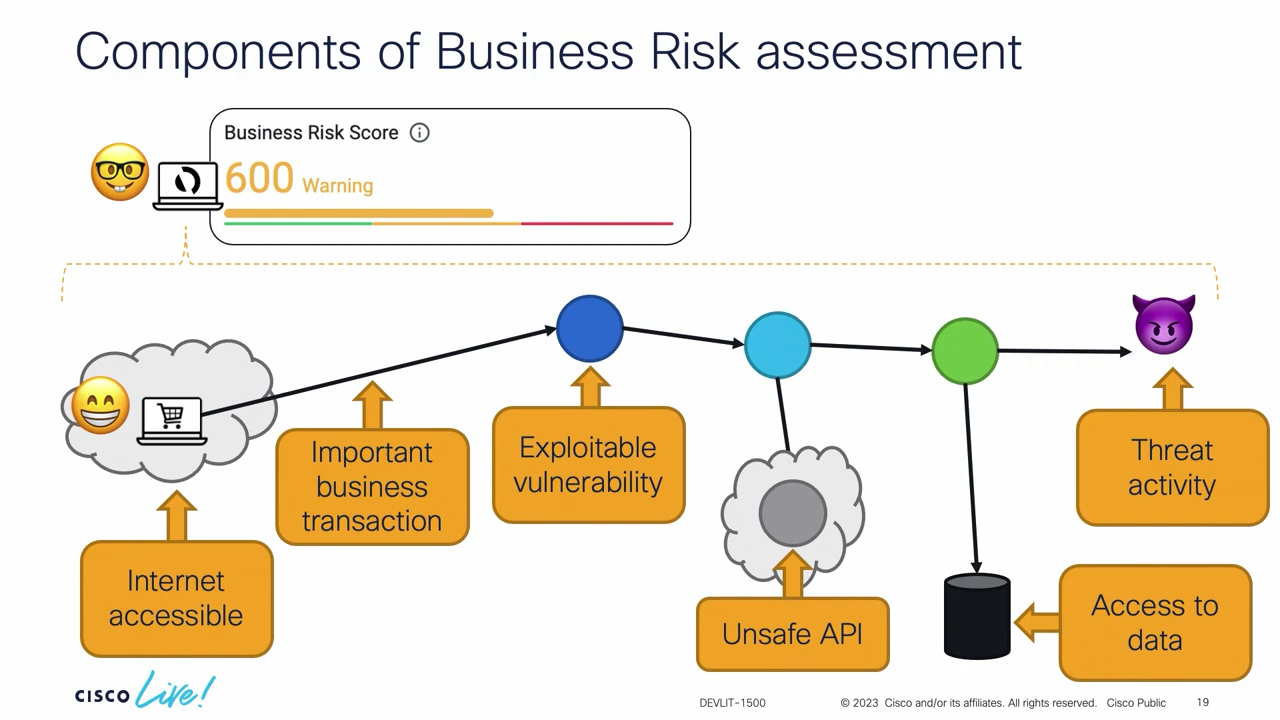 Components of Business Risk assessment
Business Risk Score
600 Warning
Important
business
transaction
Exploitable
vulnerability
Threat
activity
Internet
accessible
Unsafe API
Access to
data
CISCO Live!
DEVLIT-1500
© 2023 Cisco and/or its affiliates. All rights reserved. Cisco Public
19